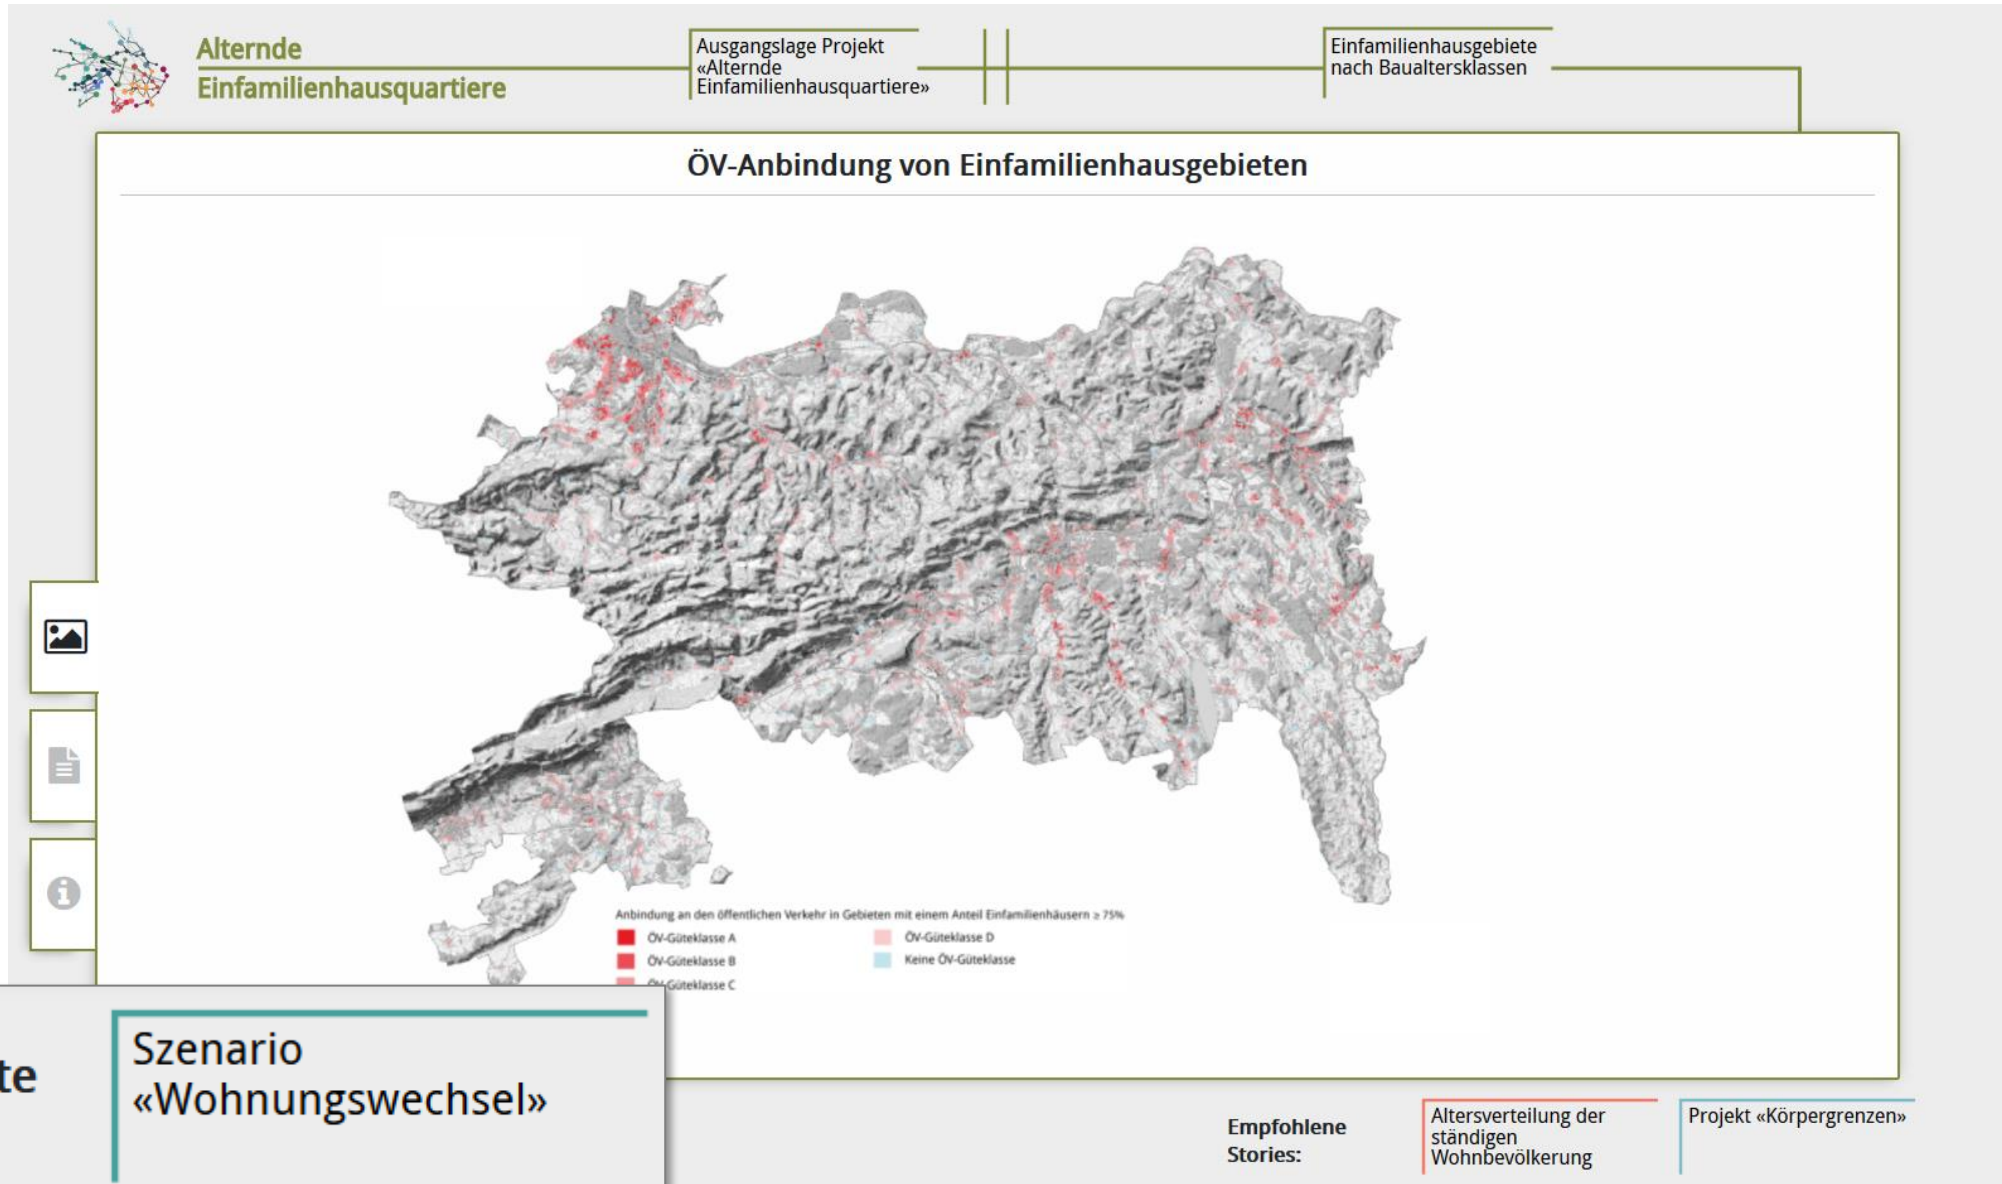 Alternde
Einfamilienhausquartiere
Ausgangslage Projekt
«Alternde
Einfamilienhausquartiere»
Einfamilienhausgebiete
nach Baualtersklassen
ÖV-Anbindung von Einfamilienhausgebieten
Anbindung an den öffentlichen Verkehr in Gebieten mit einem Anteil Einfamilienhäusern ≥ 75%
ÖV-Güteklasse A
ÖV-Güteklasse B
ÖV-Güteklasse C
ÖV-Güteklasse D
Keine ÖV-Güteklasse
te
Szenario
«Wohnungswechsel»
Empfohlene
Stories:
Altersverteilung der
ständigen
Wohnbevölkerung
Projekt «Körpergrenzen»